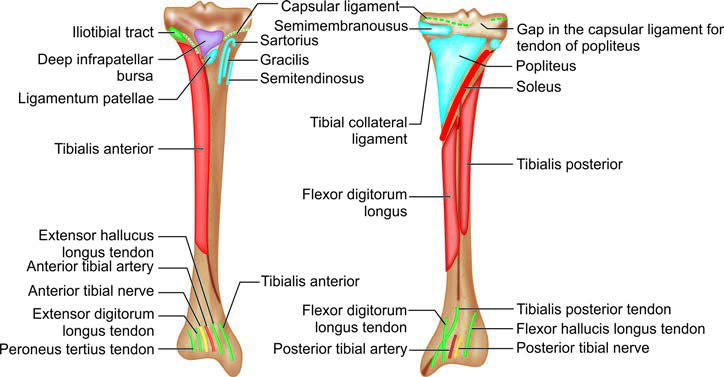 Capsular ligament
Iliotibial tract
Sartorius
Deep infrapatellar
bursa
Gracilis
Ligamentum patellae
Semitendinosus
Tibialis anterior
Extensor hallucus
longus tendon
Anterior tibial artery
Tibialis anterior
Anterior tibial nerve
Extensor digitorum
longus tendon
Peroneus tertius tendon
Semimembranousus
Gap in the capsular ligament for
tendon of popliteus
Popliteus
Soleus
Tibial collateral
ligament
Tibialis posterior
Flexor digitorum
longus
Flexor digitorum
longus tendon
Tibialis posterior tendon
Flexor hallucis longus tendon
Posterior tibial artery
Posterior tibial nerve